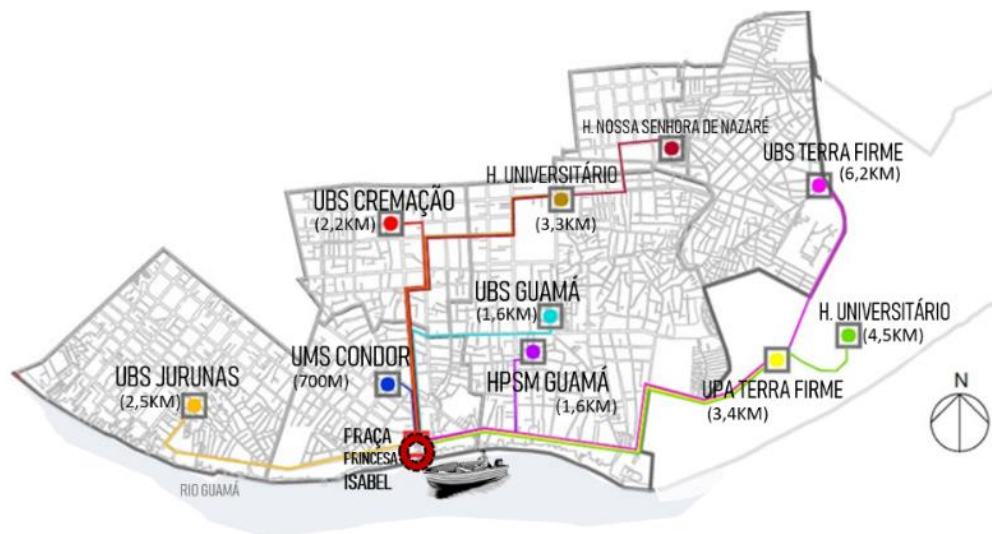 H. NOSSA SENHORA DE NAZARÉ
UBS TERRA FIRME
(6,2KM)
H. UNIVERSITÁRIO
(3,3KM)
UBS CREMAÇÃO
(2,2KM)
UBS GUAMÁ
(1,6KM)
H. UNIVERSITÁRIO
(4,5KM)
UMS CONDOR
(700M)
HPSM GUAMÁ
(1,6KM)
UPA TERRA FIRME
(3,4KM)
UBS JURUNAS
(2,5KM)
N
PRAÇA
PRINCESA
ISABEL
RIO GUAMÁ